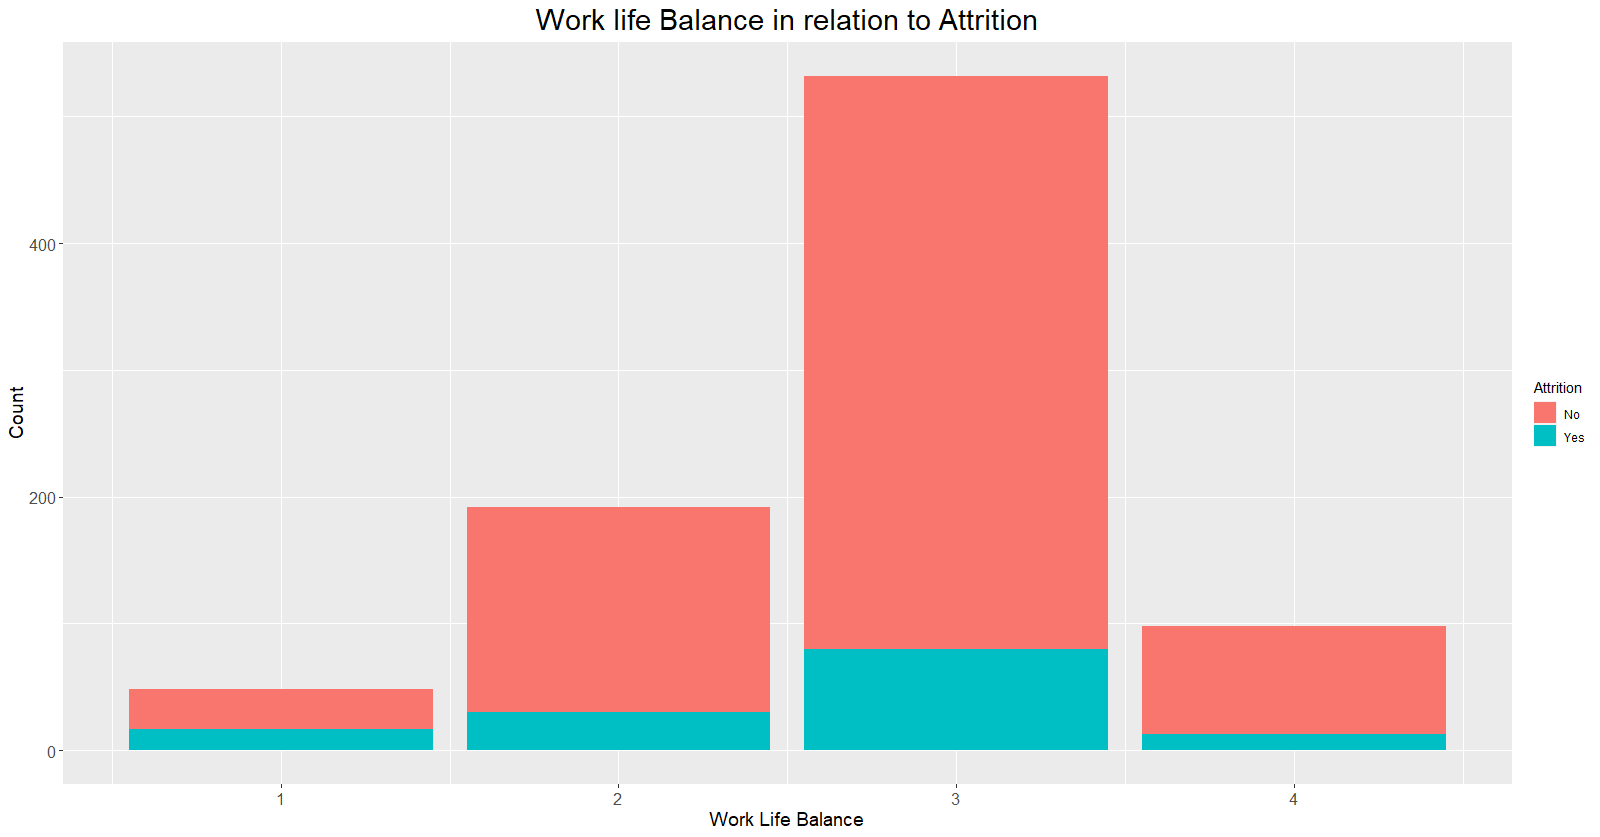 Work life Balance in relation to Attrition
Count
400
200
0
1
2
3
4
Work Life Balance
Attrition
No
Yes